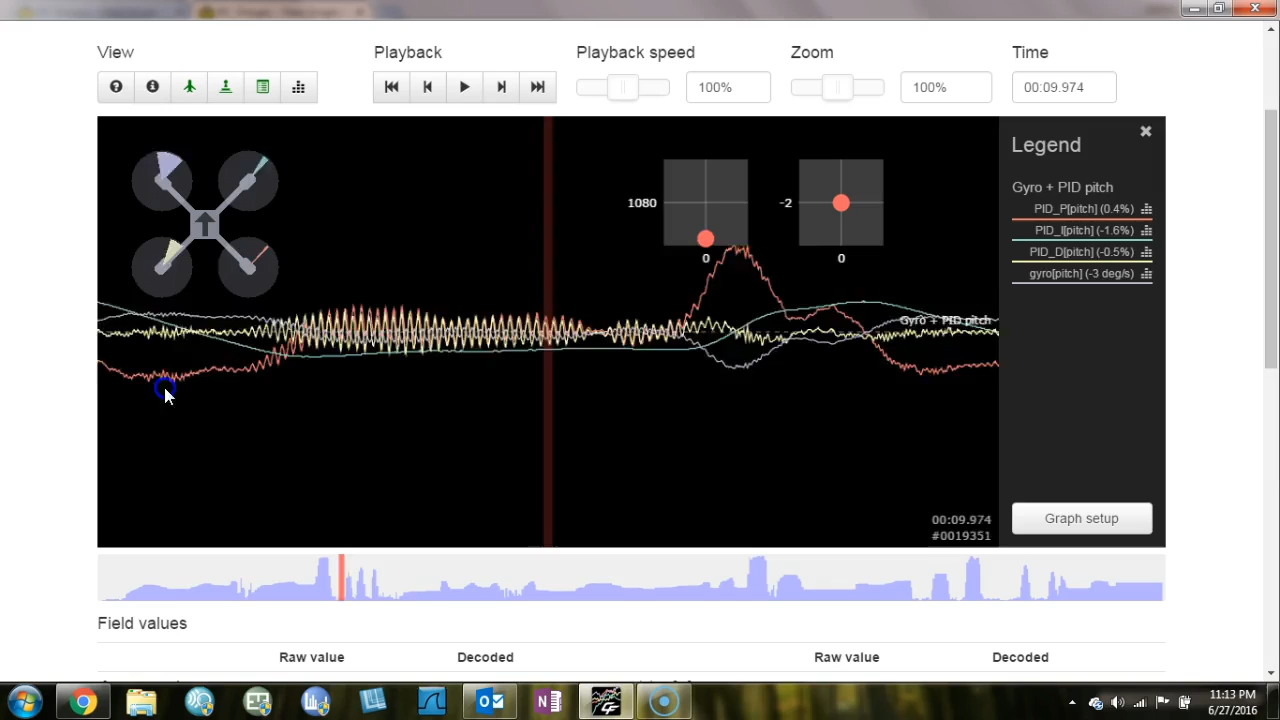 View
Playback
Playback speed
Zoom
Time
100%
100%
00:09.974
Legend
Gyro + PID pitch
PID_P[pitch] (0.4%)
PID_I[pitch] (-1.6%)
PID_D[pitch] (-0.5%)
gyro[pitch] (-3 deg/s)
1080
0
-2
0
Gyro + PID pitch
00:09.974
#0019351
Graph setup
Field values
Raw value
Decoded
Raw value
Decoded
11:13 PM
6/27/2016